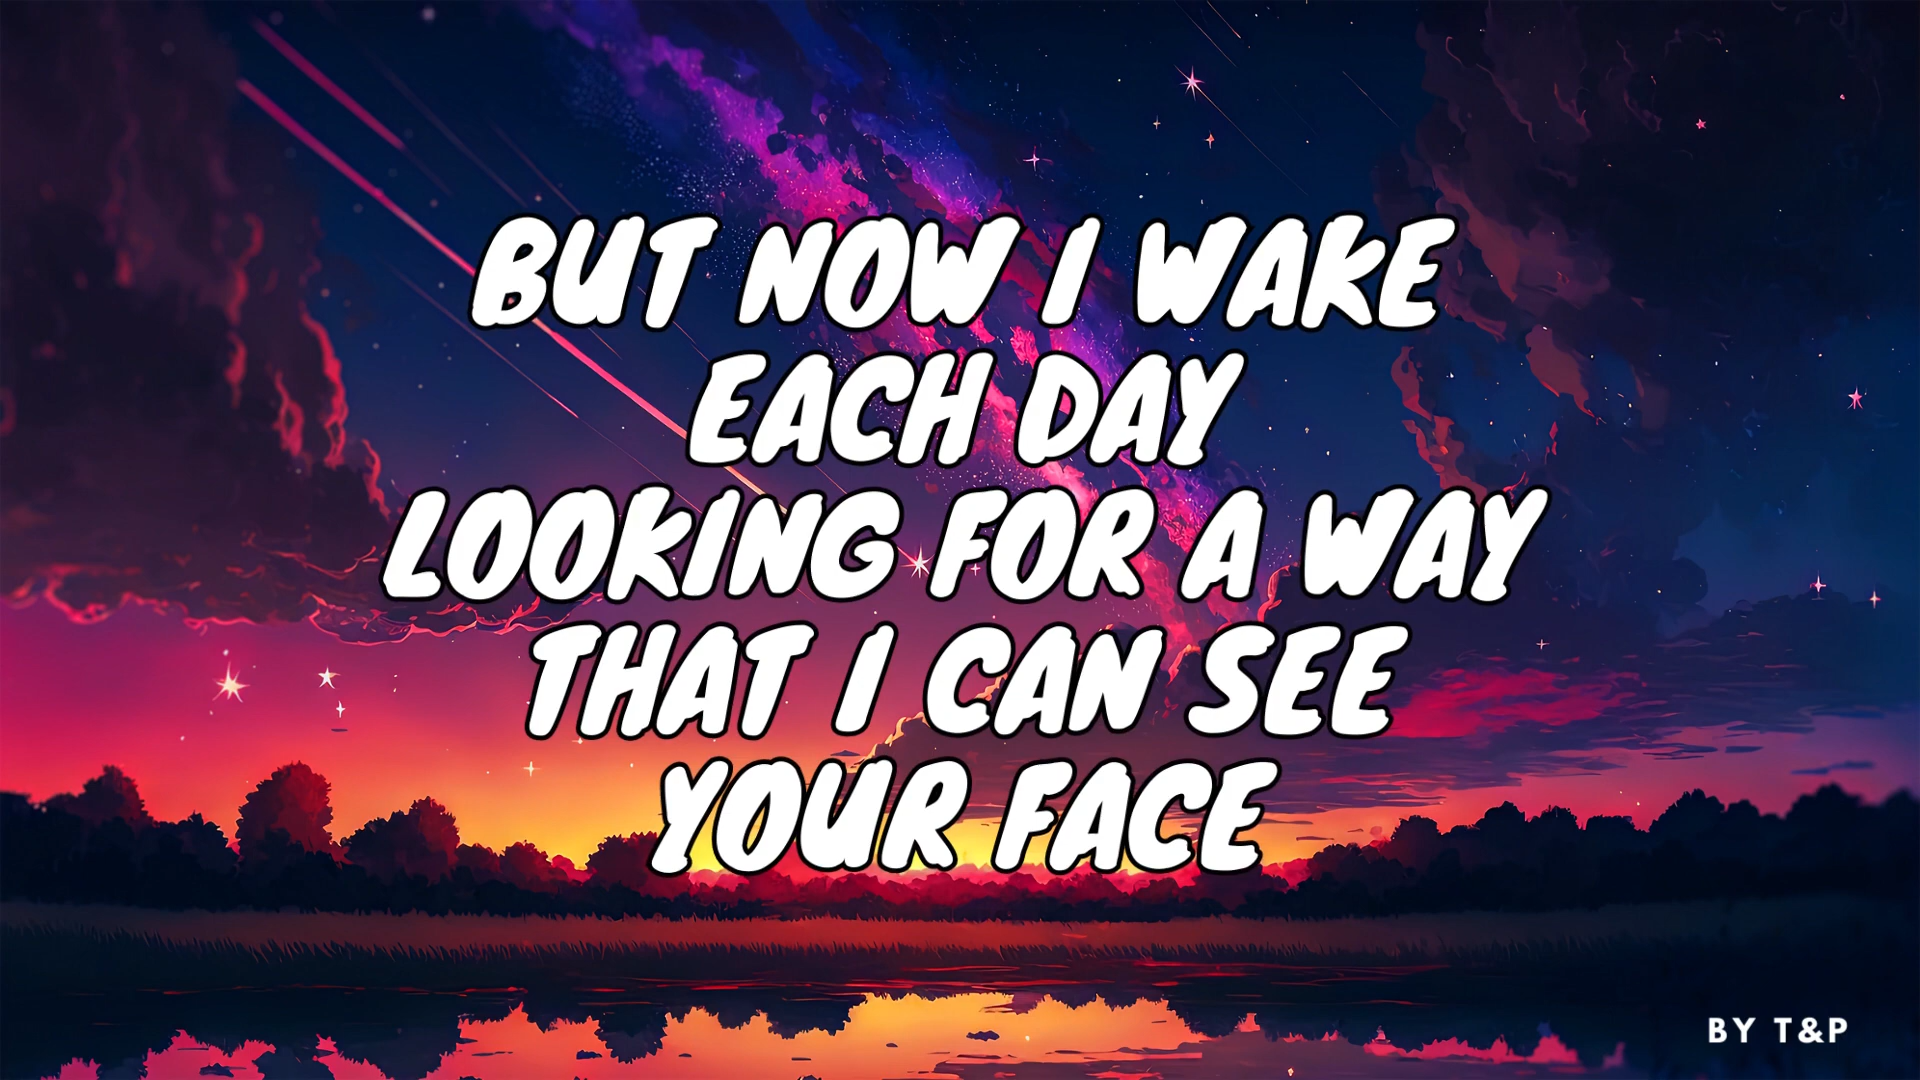 BUT NOW I WAKE
EACH DAY
LOOKING FOR A WAY
THAT I CAN SEE
YOUR FACE
BY T&P